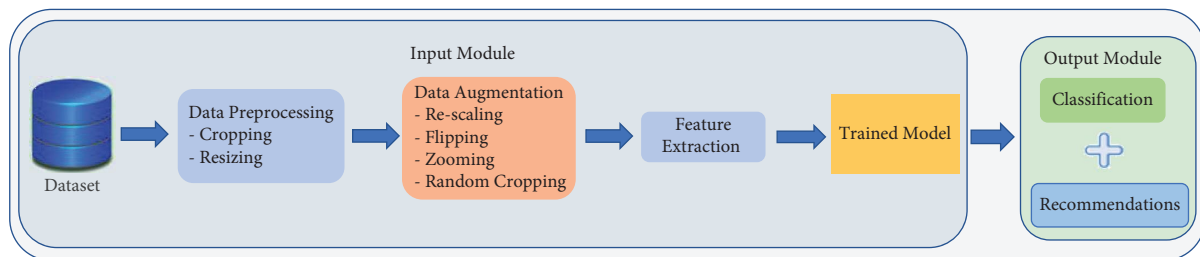 Input Module
Dataset
Data Preprocessing
- Cropping
- Resizing
Data Augmentation
- Re-scaling
- Flipping
- Zooming
- Random Cropping
Feature
Extraction
Trained Model
Output Module
Classification
Recommendations